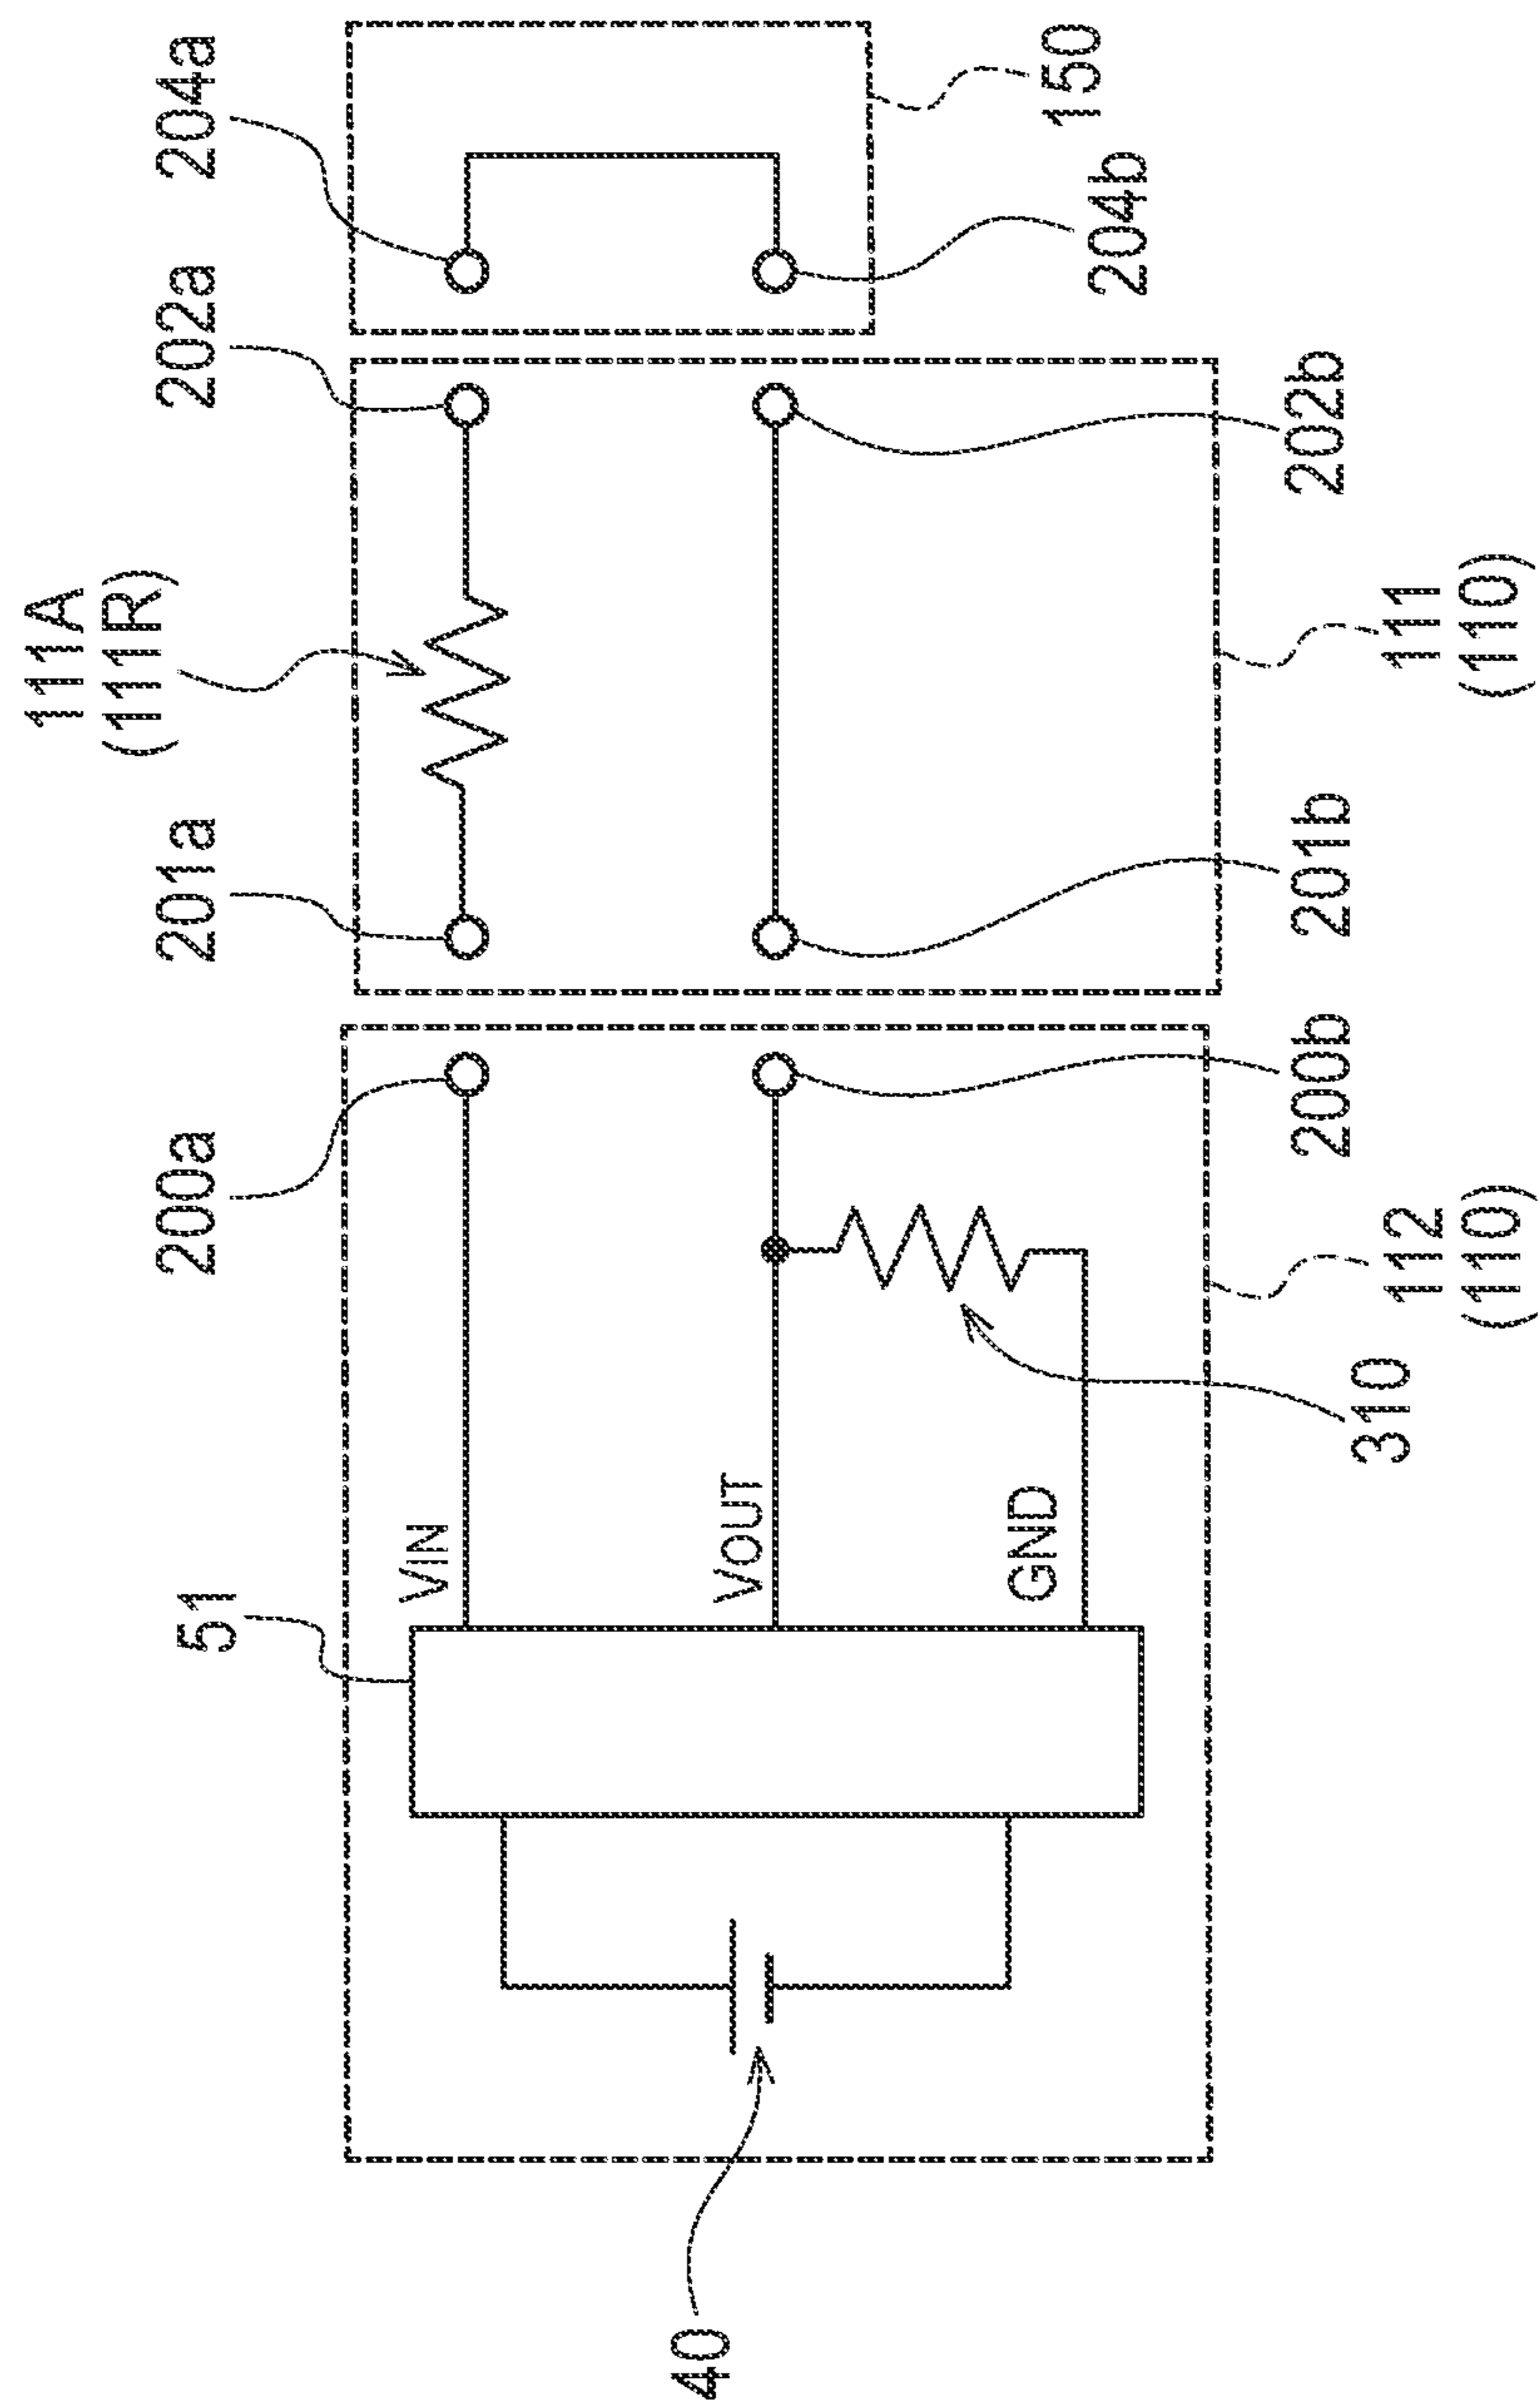 111A
(111R)
200a
201a
202a
204a
51
VIN
VOUT
GND
40
310
112
(110)
200b
201b
111
(110)
202b
204b
150